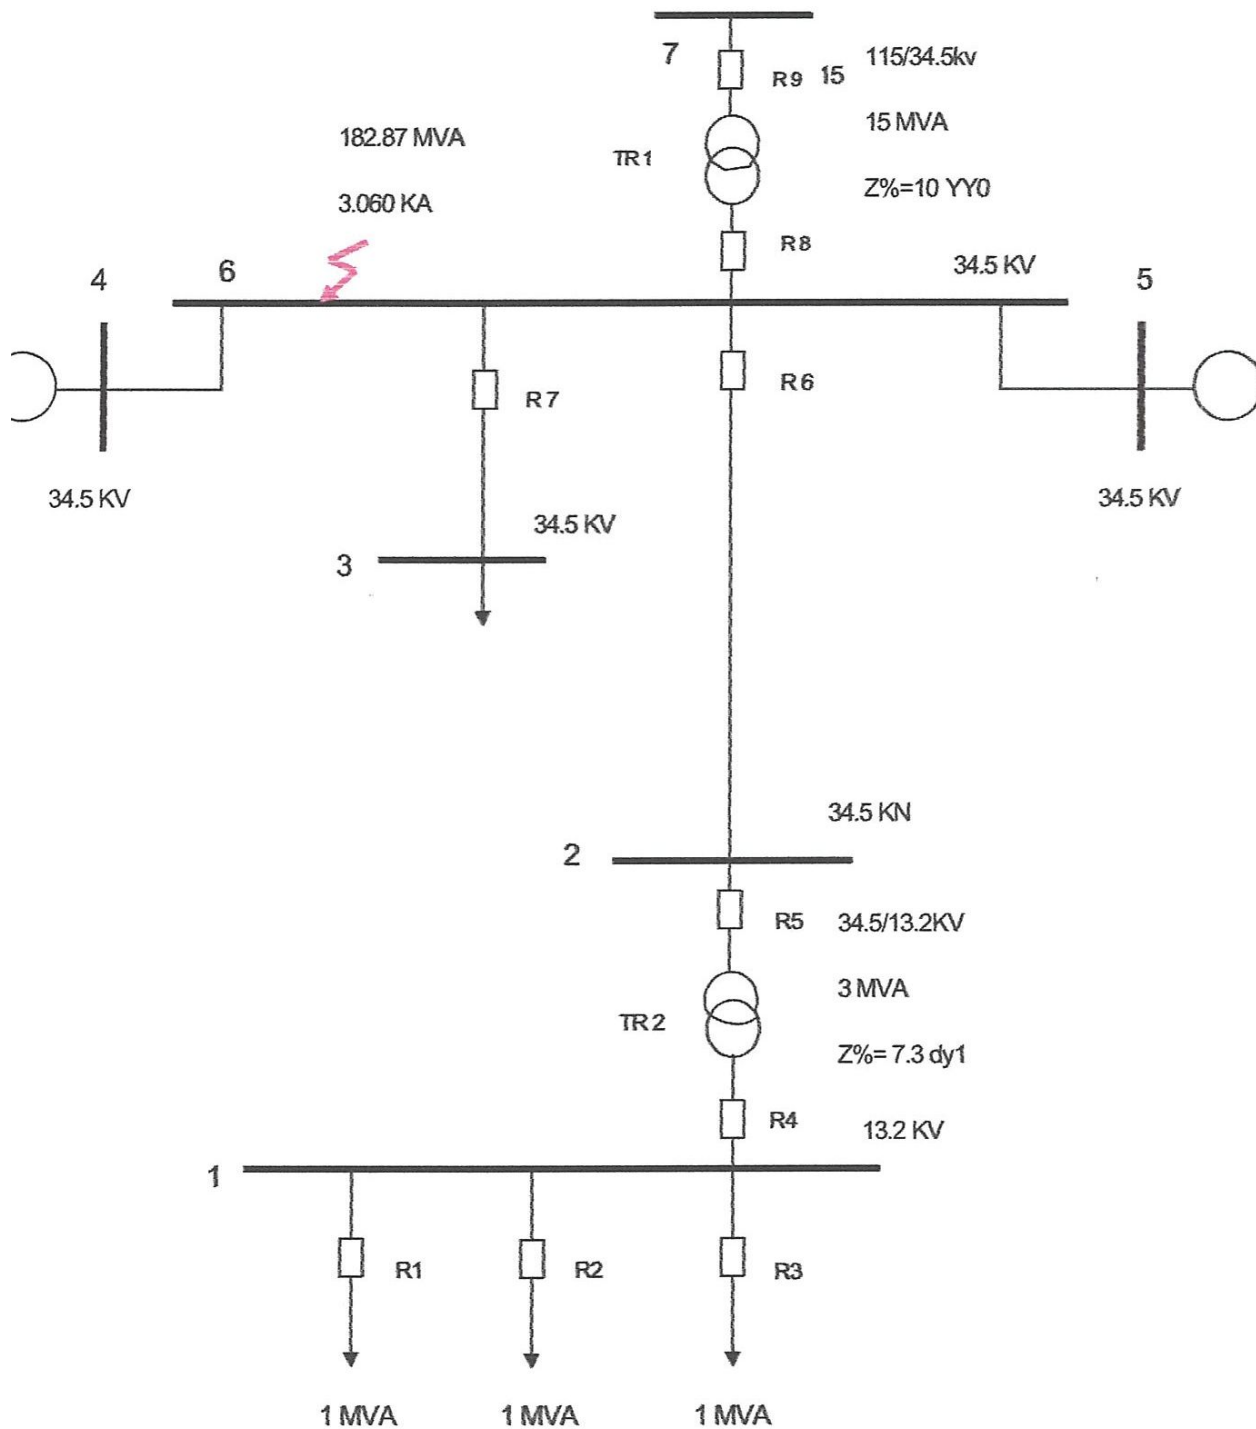 7
R9 15
115/34.5kv
182.87 MVA
TR1
15 MVA
3.060 KA
Z%=10 YY0
R8
4
6
34.5 KV
5
R7
R6
34.5 KV
34.5 KV
34.5 KV
3
34.5 KN
2
R5
34.5/13.2KV
3 MVA
TR2
Z%= 7.3 dy1
R4
13.2 KV
1
R1
R2
R3
1 MVA
1 MVA
1 MVA